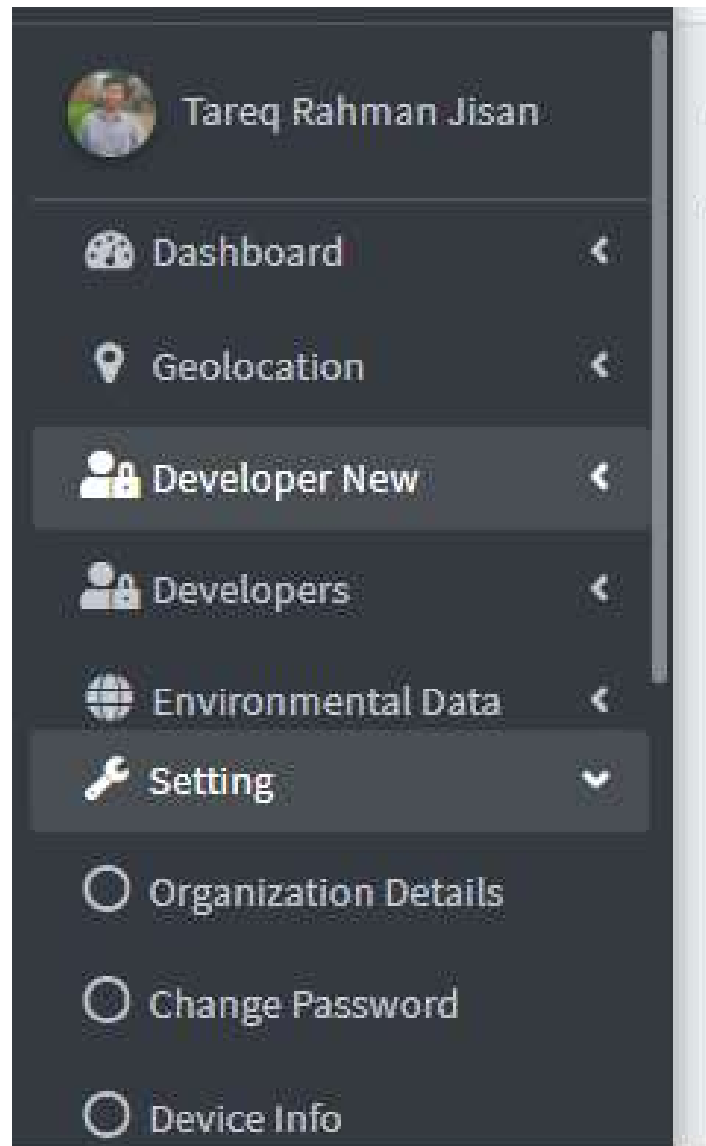 Tareq Rahman Jisan
Dashboard
Geolocation
Developer New
Developers
Environmental Data
Setting
Organization Details
Change Password
Device Info